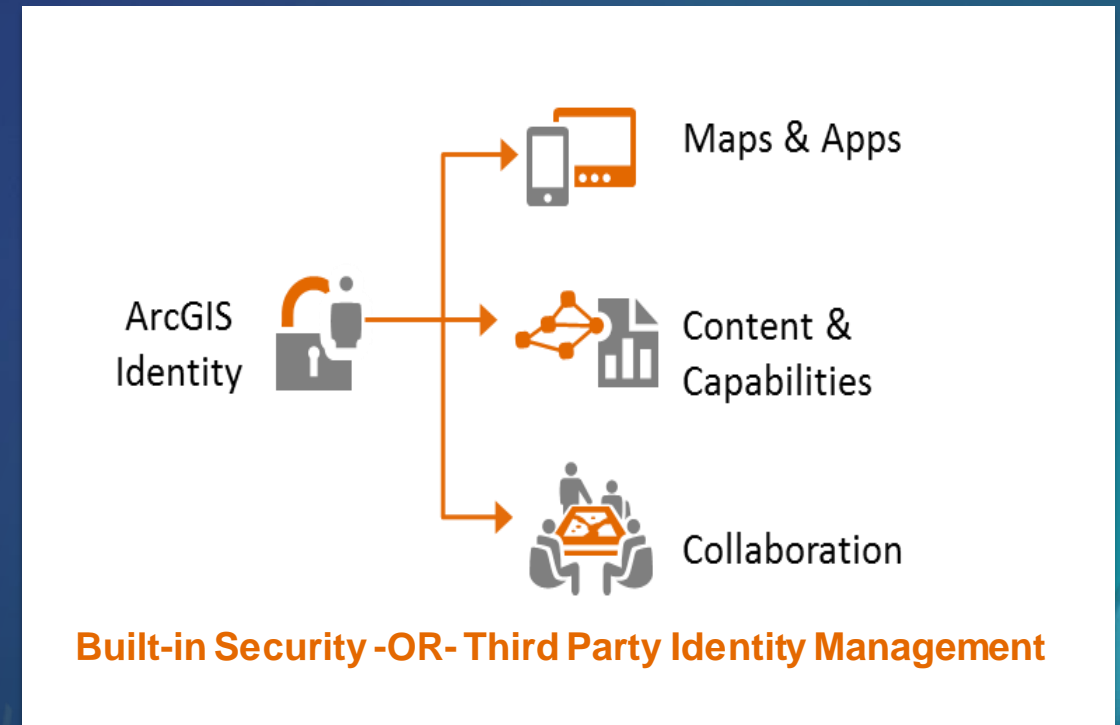 Maps & Apps
ArcGIS
Identity
Content &
Capabilities
Collaboration
Built-in Security -OR- Third Party Identity Management